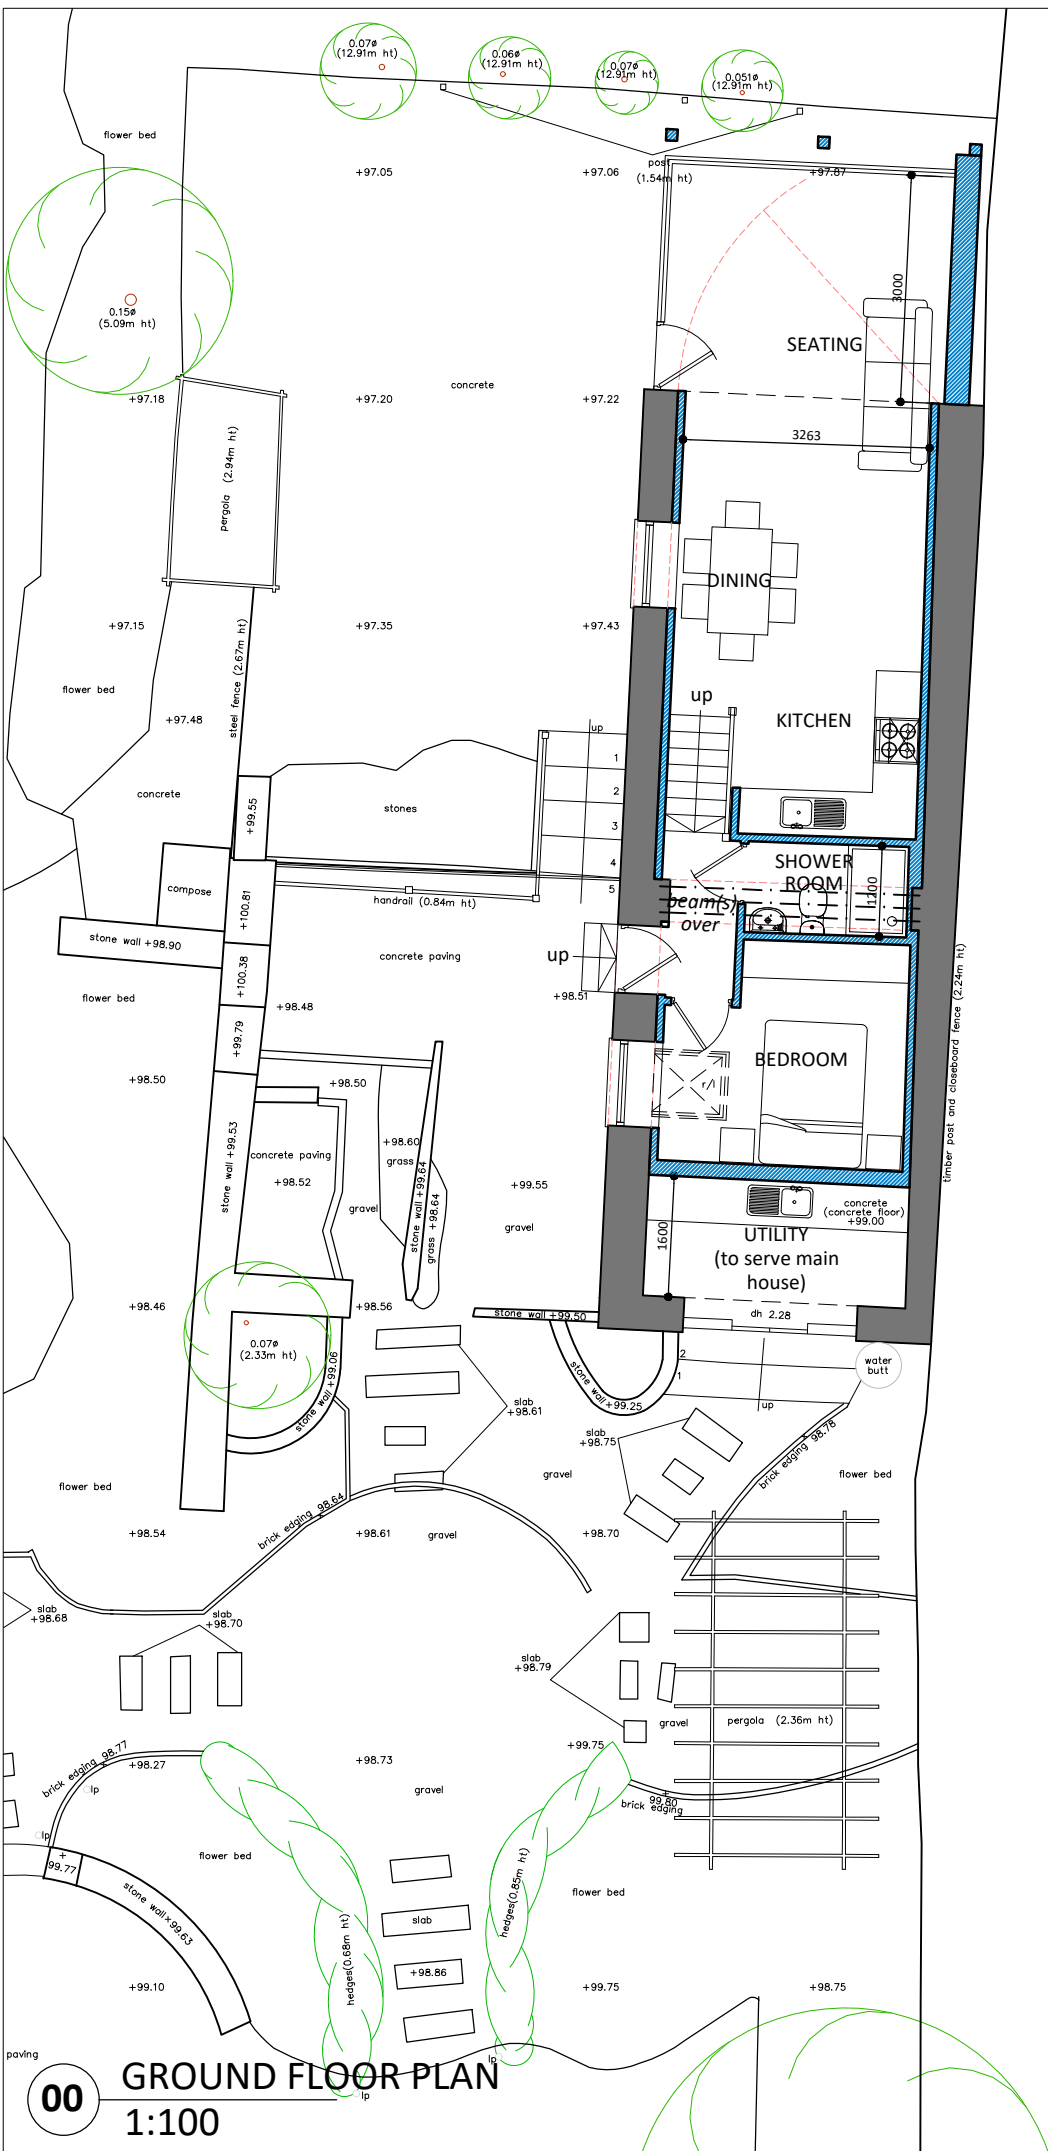 0.07ø
(12.91m ht)
0.06ø
(12.91m ht)
0.07ø
(12.91m ht)
0.051ø
(12.91m ht)
flower bed
+97.05
+97.06
post
(1.54m ht)
+97.87
0.15ø
(5.09m ht)
3000
SEATING
+97.18
concrete
+97.20
+97.22
3263
pergola (2.94m ht)
DINING
+97.15
+97.35
+97.43
steel fence (2.67m ht)
flower bed
+97.48
up
KITCHEN
up
1
2
3
4
5
concrete
+99.55
stones
SHOWER
ROOM
1200
compose
+100.81
handrail (0.84m ht)
beam(s)
over
stone wall +98.90
concrete paving
up
+100.38
flower bed
+98.48
+98.51
timber post and closeboard fence (2.24m ht)
+99.79
+98.50
+98.50
BEDROOM
r/l
stone wall +99.53
concrete paving
+98.52
+98.60
grass
stone wall +99.64
grass +98.64
gravel
+99.55
gravel
1600
concrete
(concrete floor)
+99.00
UTILITY
(to serve main
house)
+98.46
+98.56
stone wall +99.50
dh 2.28
0.07ø
(2.33m ht)
stone wall +99.06
stone wall +99.25
2
1
up
water
butt
slab
+98.61
slab
+98.75
brick edging 98.78
flower bed
gravel
flower bed
brick edging 98.64
+98.54
+98.61
gravel
+98.70
slab
+98.68
slab
+98.70
slab
+98.79
gravel
pergola (2.36m ht)
brick edging 98.77
+98.27
+98.73
+99.75
lp
gravel
+
99.80
brick edging
lp
+
99.77
flower bed
stone wall×99.63
hedges(0.85m ht)
flower bed
slab
hedges(0.68m ht)
+98.86
+99.10
+99.75
+98.75
paving
lp
lp
00
GROUND FLOOR PLAN
1:100